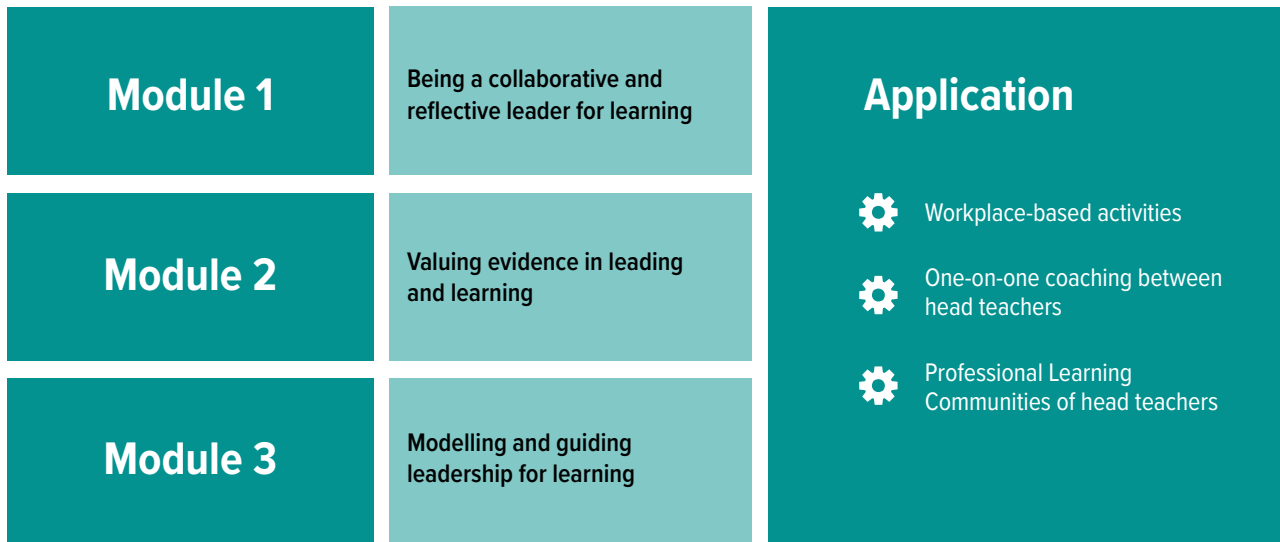 Module 1
Being a collaborative and
reflective leader for learning
Module 2
Valuing evidence in leading
and learning
Module 3
Modelling and guiding
leadership for learning
Application
Workplace-based activities
One-on-one coaching between
head teachers
Professional Learning
Communities of head teachers